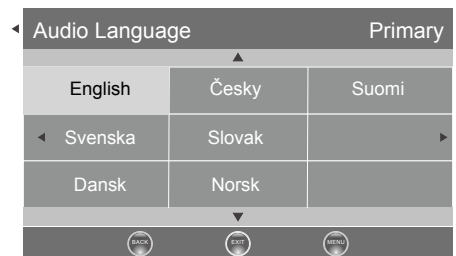 Audio Language Primary
English Česky Suomi
Svenska Slovak
Dansk Norsk
BACK EXIT MENU